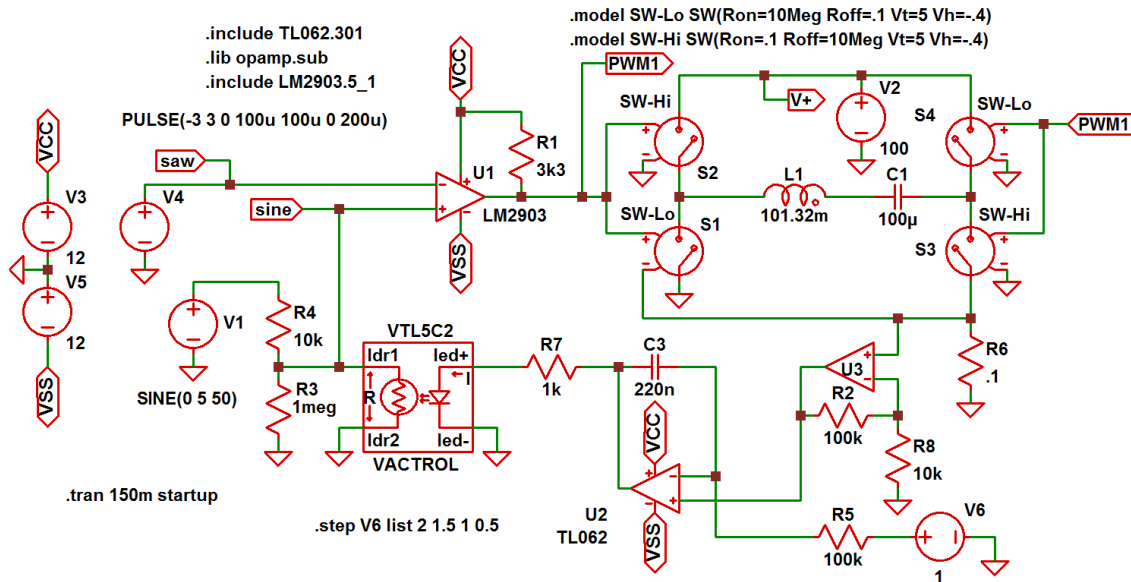 .include TL062.301
.lib opamp.sub
.include LM2903.5_1
.model SW-Lo SW(Ron=10Meg Roff=.1 Vt=5 Vh=-.4)
.model SW-Hi SW(Ron=.1 Roff=10Meg Vt=5 Vh=-.4)
PULSE(-3 3 0 100u 100u 0 200u)
VCC
V3
12
V5
12
VSS
saw
V4
sine
VCC
R1
3k3
U1
LM2903
VSS
PWM1
SW-Hi
S2
SW-Lo
S1
V+
V2
100
L1
101.32m
C1
100µ
S4
SW-Lo
PWM1
SW-Hi
S3
V1
SINE(0 5 50)
R4
10k
R3
1meg
VTL5C2
ldr1
led+
R
I
ldr2
led-
VACTROL
R7
1k
C3
220n
VCC
U2
TL062
VSS
U3
R2
100k
R8
10k
R6
.1
R5
100k
V6
1
.tran 150m startup
.step V6 list 2 1.5 1 0.5